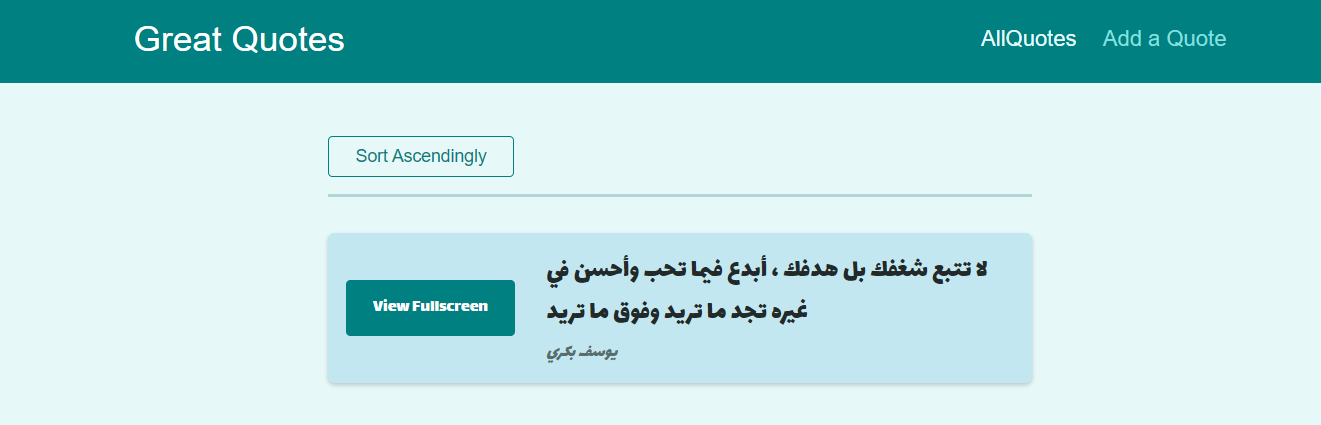 Great Quotes
AllQuotes
Add a Quote
Sort Ascendingly
لا تتبع شغفك بل هدفك ، أبدع فيما تحب وأحسن في
غيره تجد ما تريد وفوق ما تريد
يوسف بكري
View Fullscreen